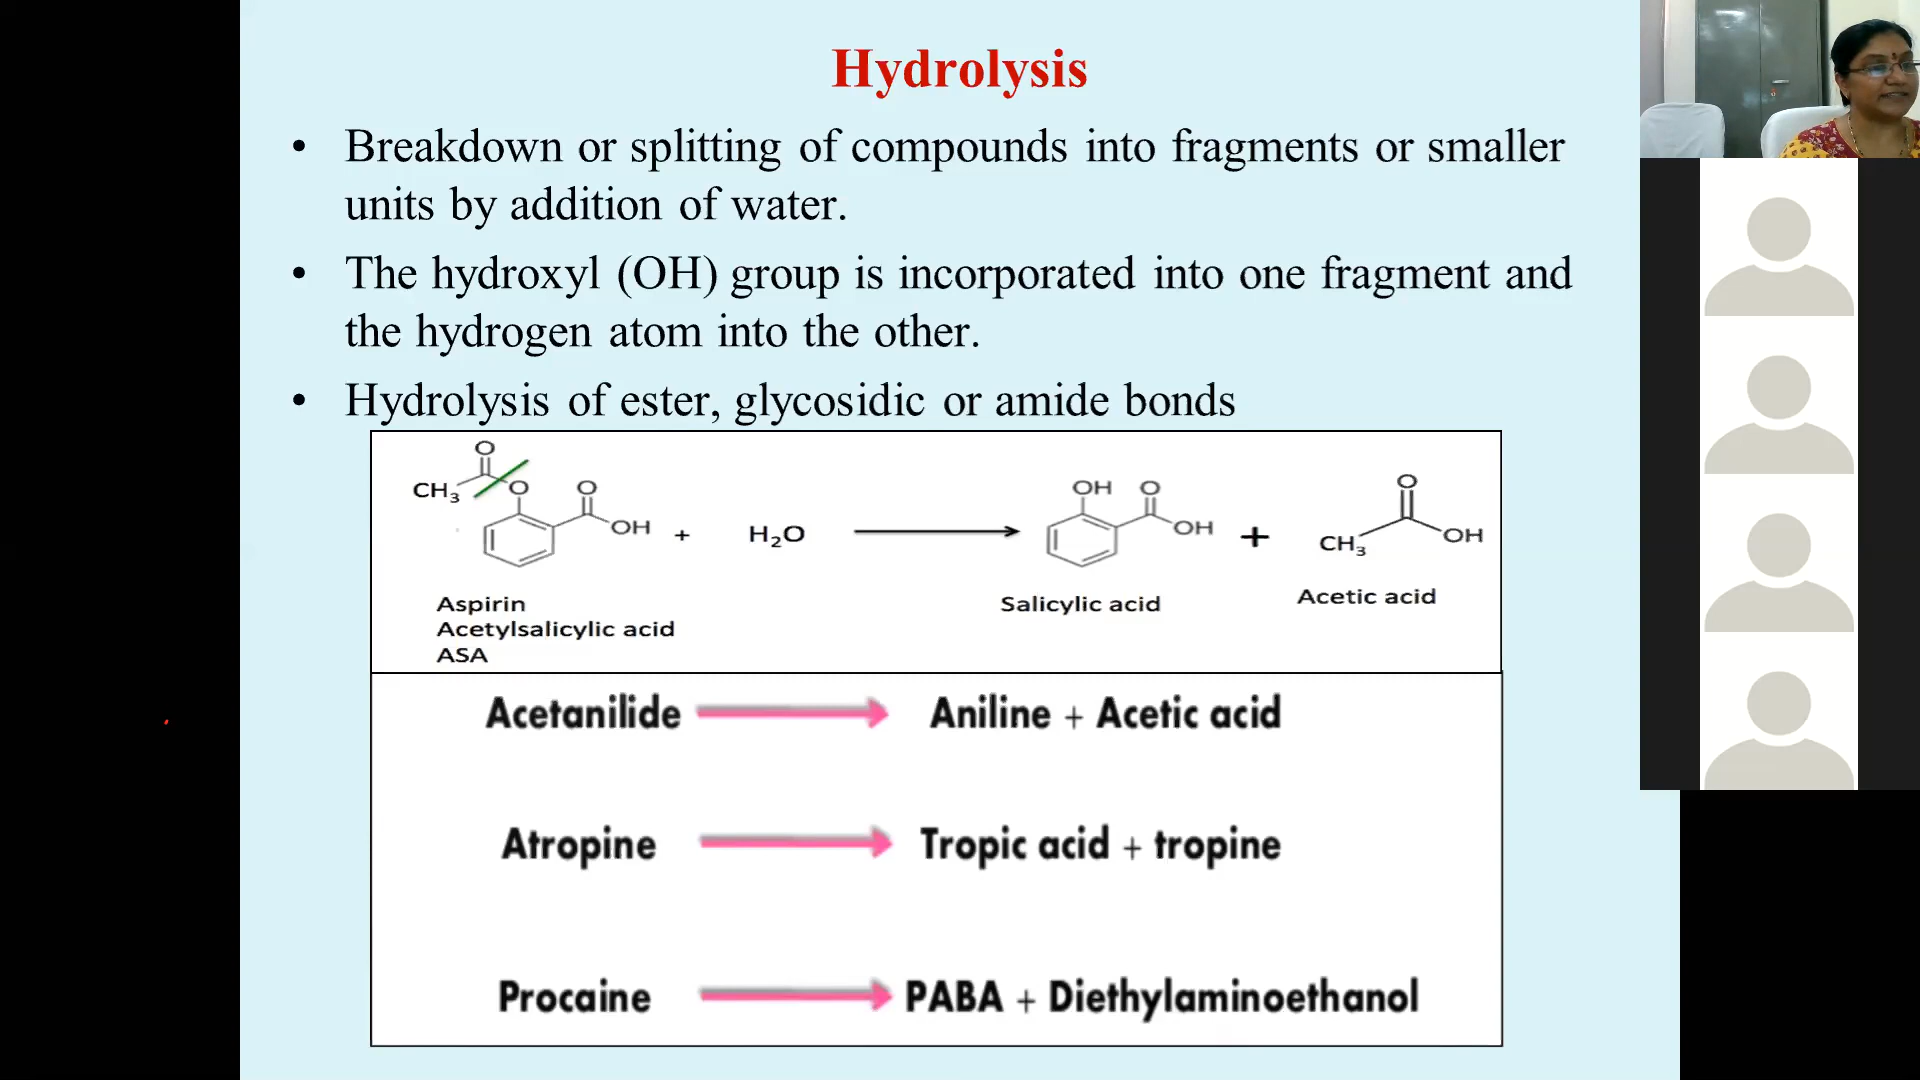 Hydrolysis
• Breakdown or splitting of compounds into fragments or smaller
units by addition of water.
• The hydroxyl (OH) group is incorporated into one fragment and
the hydrogen atom into the other.
• Hydrolysis of ester, glycosidic or amide bonds
O
CH₃ O O
OH + H₂O
OH O
OH +
O
CH₃ OH
Aspirin
Acetylsalicylic acid
ASA
Salicylic acid
Acetic acid
Acetanilide Aniline + Acetic acid
Atropine Tropic acid + tropine
Procaine PABA + Diethylaminoethanol